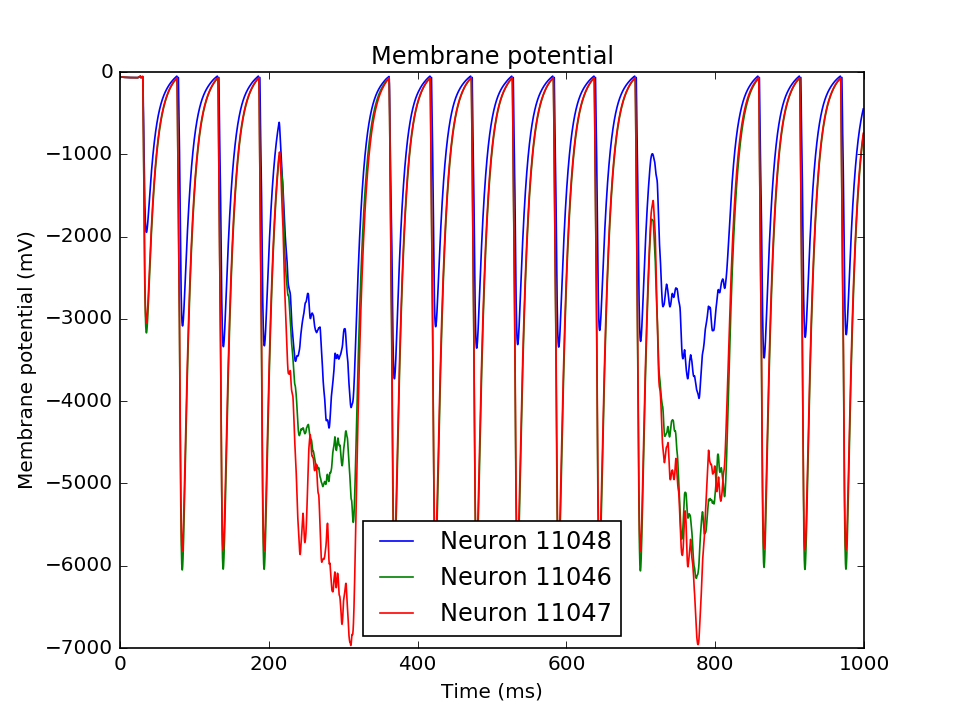 Membrane potential
Membrane potential (mV)
0
−1000
−2000
−3000
−4000
−5000
−6000
−7000
Neuron 11048
Neuron 11046
Neuron 11047
0 200 400 600 800 1000
Time (ms)